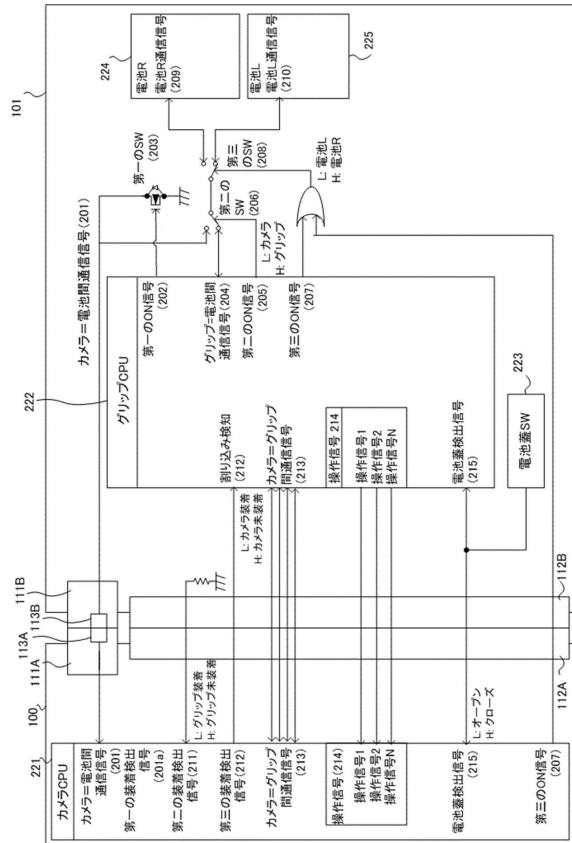 100
101
221
カメラCPU
カメラ＝電池間
通信信号
(201)
第一の装着検出
信号
(201a)
第二の装着検出
信号(211)
第三の装着検出
信号(212)
カメラ＝グリップ
間通信信号
(213)
操作信号(214)
操作信号1
操作信号2
操作信号N
電池蓋検出信号
(215)
第三のON信号
(207)
111A
113A
113B
111B
112A
112B
L: グリップ装着
H: グリップ未装着
L: カメラ装着
H: カメラ未装着
L: オープン
H: クローズ
カメラ＝電池間通信信号(201)
222
グリップCPU
第一のON信号
(202)
グリップ=電池間
通信信号(204)
第二のON信号
(205)
第三のON信号
(207)
割り込み検知
(212)
カメラ＝グリップ
間通信信号
(213)
操作信号 214
操作信号1
操作信号2
操作信号N
電池蓋検出信号
(215)
223
電池蓋SW
第一のSW
(203)
第二の
SW
(206)
第三
のSW
(208)
L: カメラ
H: グリップ
L: 電池L
H: 電池R
224
電池R
電池R通信信号
(209)
電池L
電池L通信信号
(210)
225